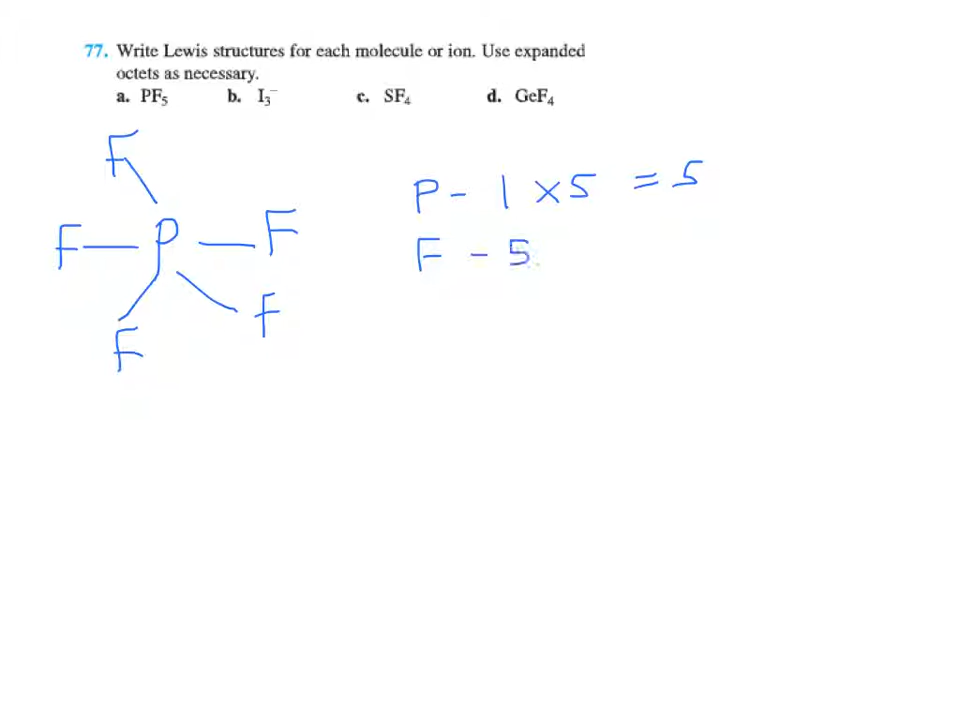 77. Write Lewis structures for each molecule or ion. Use expanded
octets as necessary.
a. PF₅ b. I₃⁻ c. SF₄ d. GeF₄
F
P - 1 × 5 = 5
F P F
F - 5
F
F